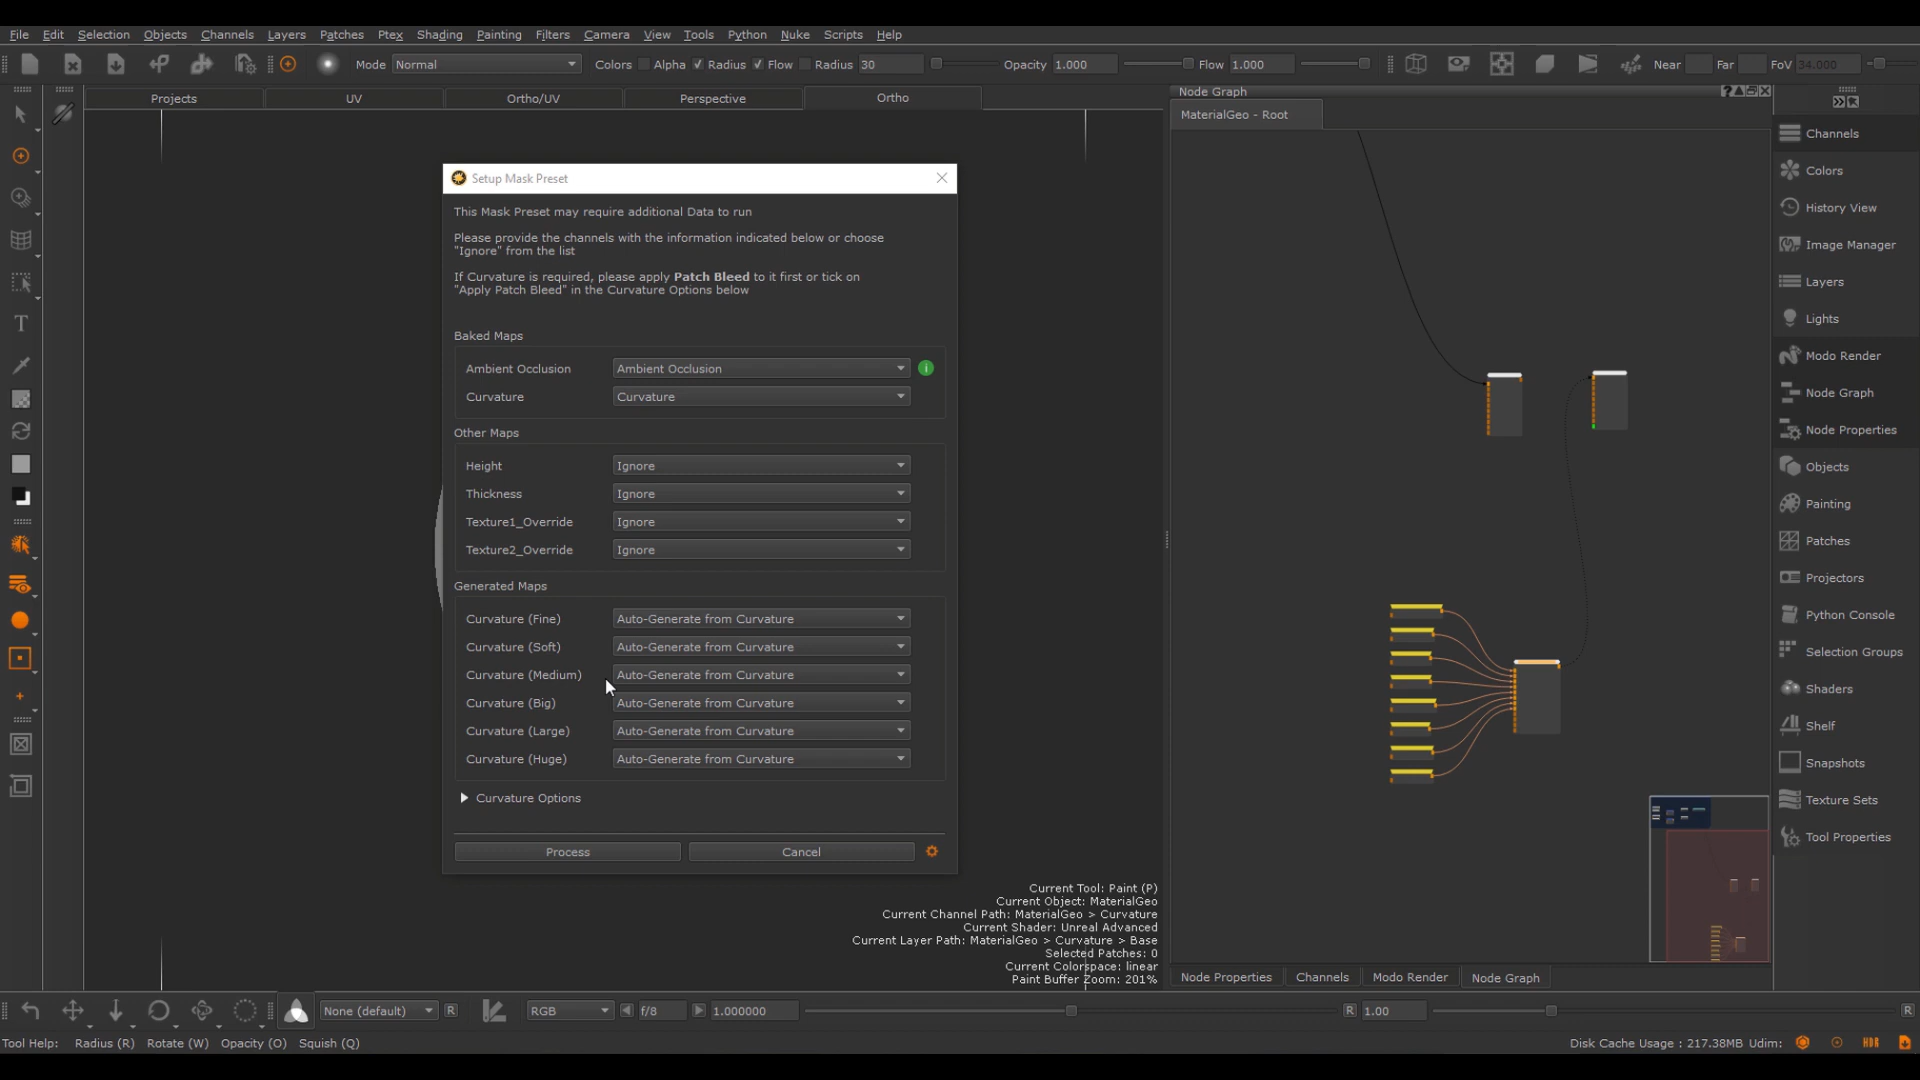 File Edit Selection Objects Channels Layers Patches Ptex Shading Painting Filters Camera View Tools Python Nuke Scripts Help
Mode Normal Colors Alpha Radius Flow Radius 30 Opacity 1.000 Flow 1.000 Near Far FoV 34.000
Projects UV Ortho/UV Perspective Ortho
Node Graph
MaterialGeo - Root
Setup Mask Preset
This Mask Preset may require additional Data to run
Please provide the channels with the information indicated below or choose
"Ignore" from the list
If Curvature is required, please apply Patch Bleed to it first or tick on
"Apply Patch Bleed" in the Curvature Options below
Baked Maps
Ambient Occlusion Ambient Occlusion
Curvature Curvature
Other Maps
Height Ignore
Thickness Ignore
Texture1_Override Ignore
Texture2_Override Ignore
Generated Maps
Curvature (Fine) Auto-Generate from Curvature
Curvature (Soft) Auto-Generate from Curvature
Curvature (Medium) Auto-Generate from Curvature
Curvature (Big) Auto-Generate from Curvature
Curvature (Large) Auto-Generate from Curvature
Curvature (Huge) Auto-Generate from Curvature
Curvature Options
Process Cancel
Current Tool: Paint (P)
Current Object: MaterialGeo
Current Channel Path: MaterialGeo > Curvature
Current Shader: Unreal Advanced
Current Layer Path: MaterialGeo > Curvature > Base
Selected Patches: 0
Current Colorspace: linear
Paint Buffer Zoom: 201%
Node Properties Channels Modo Render Node Graph
Channels
Colors
History View
Image Manager
Layers
Lights
Modo Render
Node Graph
Node Properties
Objects
Painting
Patches
Projectors
Python Console
Selection Groups
Shaders
Shelf
Snapshots
Texture Sets
Tool Properties
None (default) R RGB f/8 1.000000 R 1.00 R
Tool Help: Radius (R) Rotate (W) Opacity (O) Squish (Q)
Disk Cache Usage : 217.38MB Udim: HDR